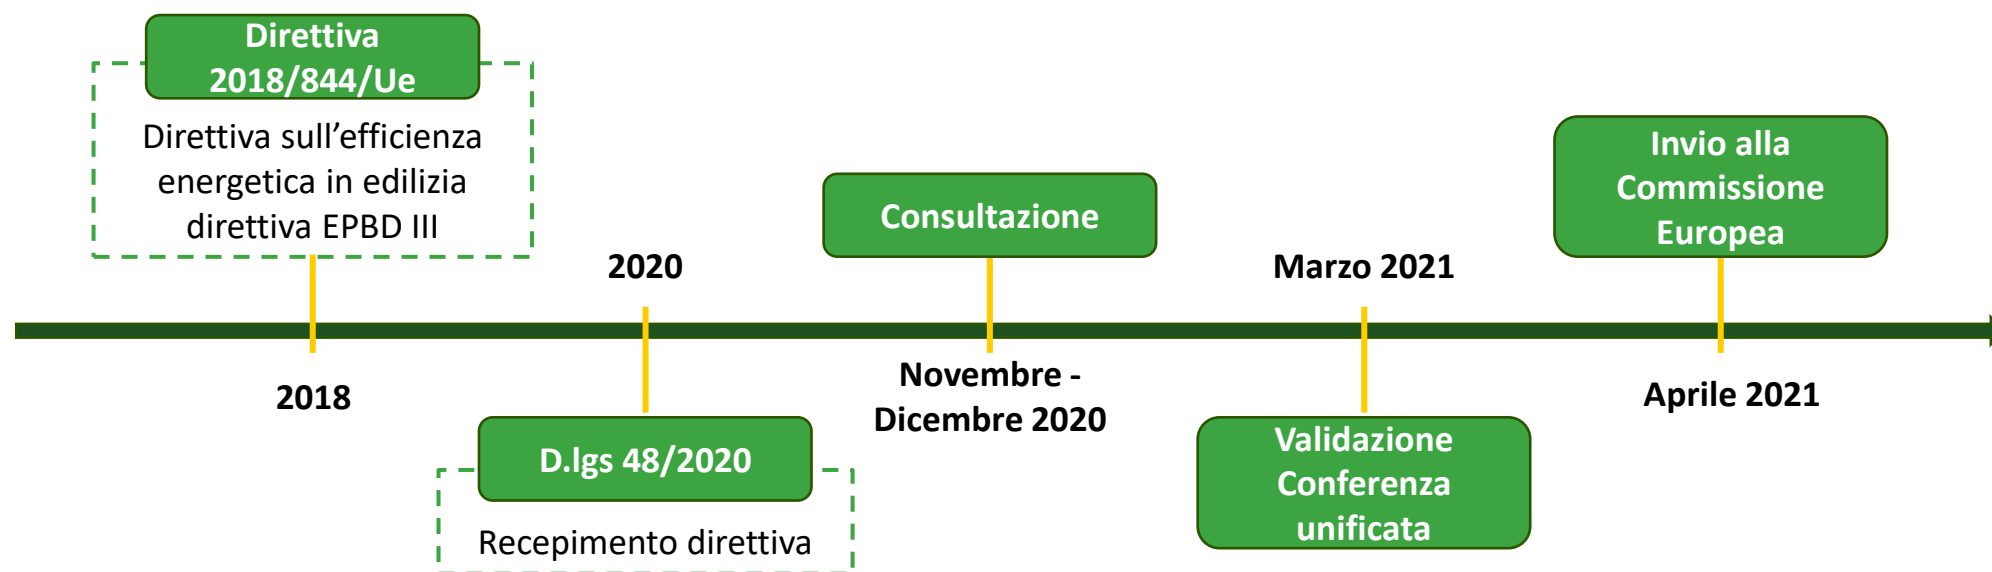 Direttiva
2018/844/Ue
Direttiva sull’efficienza
energetica in edilizia
direttiva EPBD III
2018
2020
D.lgs 48/2020
Recepimento direttiva
Consultazione
Novembre -
Dicembre 2020
Marzo 2021
Validazione
Conferenza
unificata
Invio alla
Commissione
Europea
Aprile 2021